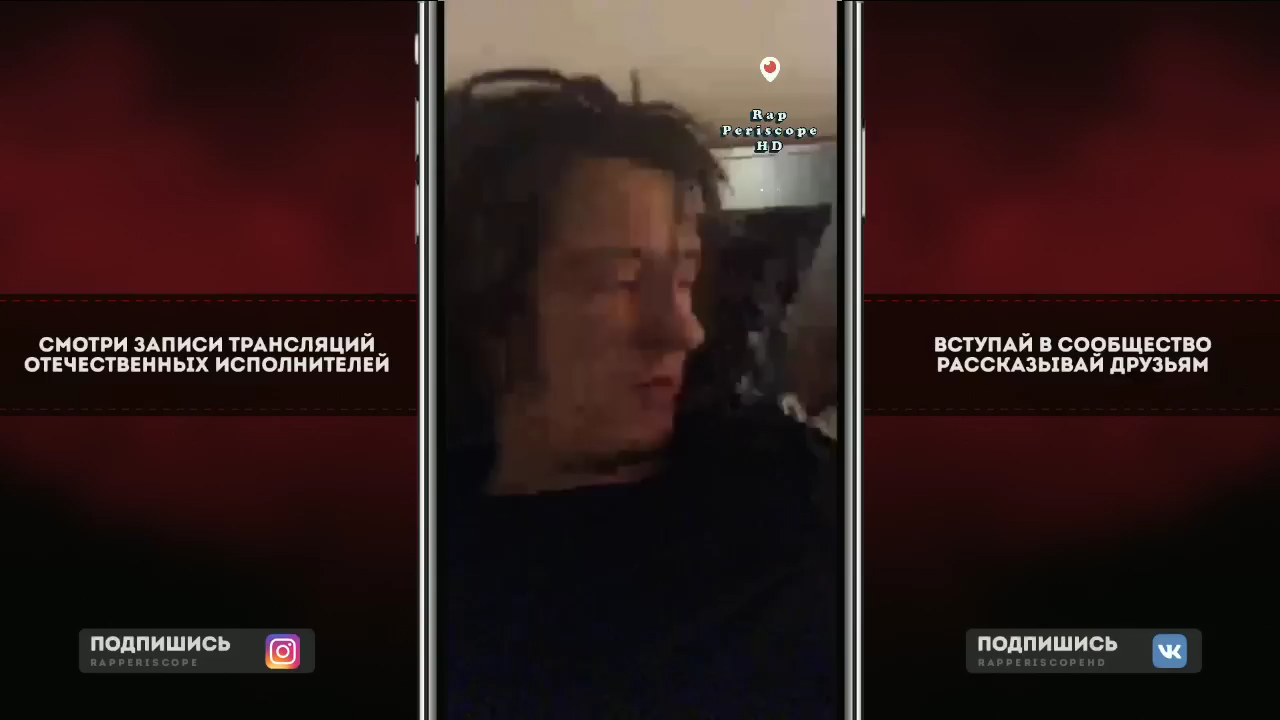 Rap
Periscope
HD
СМОТРИ ЗАПИСИ ТРАНСЛЯЦИЙ
ОТЕЧЕСТВЕННЫХ ИСПОЛНИТЕЛЕЙ
ВСТУПАЙ В СООБЩЕСТВО
РАССКАЗЫВАЙ ДРУЗЬЯМ
ПОДПИШИСЬ
RAPPERISCOPE
ПОДПИШИСЬ
RAPPERISCOPEHD